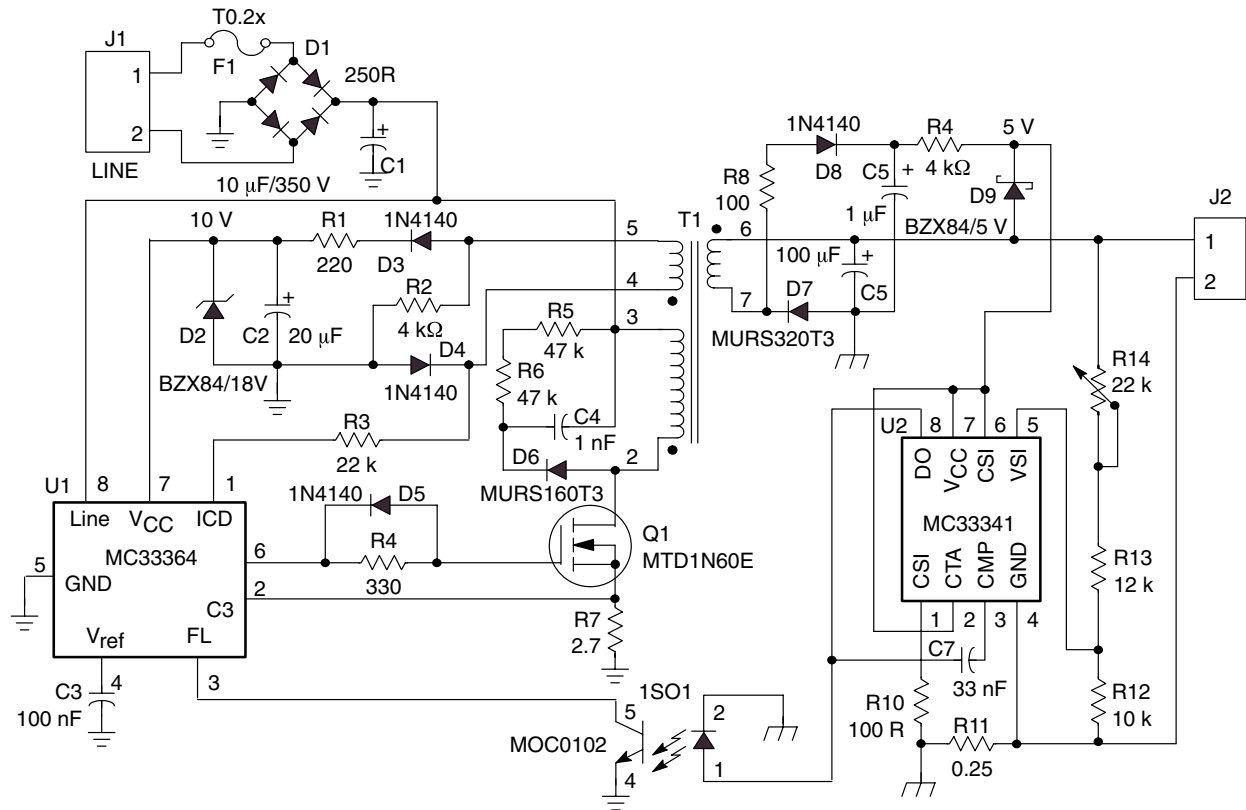 T0.2x
J1
F1
D1
1
2
LINE
250R
+
C1
10 µF/350 V
10 V
R1
220
1N4140
D3
R2
4 kΩ
D2
C2
+
20 µF
BZX84/18V
D4
1N4140
R3
22 k
5
4
3
2
T1
R5
47 k
R6
47 k
C4
1 nF
D6
MURS160T3
1N4140
D8
R8
100
C5
+
1 µF
R4
4 kΩ
5 V
D9
BZX84/5 V
6
7
100 µF
+
C5
D7
MURS320T3
J2
1
2
U1
8
7
1
Line
VCC
ICD
MC33364
5
GND
6
2
C3
Vref
FL
4
3
C3
100 nF
1N4140
D5
R4
330
Q1
MTD1N60E
R7
2.7
1SO1
5
4
MOC0102
2
1
U2
8
7
6
5
DO
VCC
CSI
VSI
MC33341
CSI
CTA
CMP
GND
1
2
3
4
C7
33 nF
R10
100 R
R11
0.25
R14
22 k
R13
12 k
R12
10 k